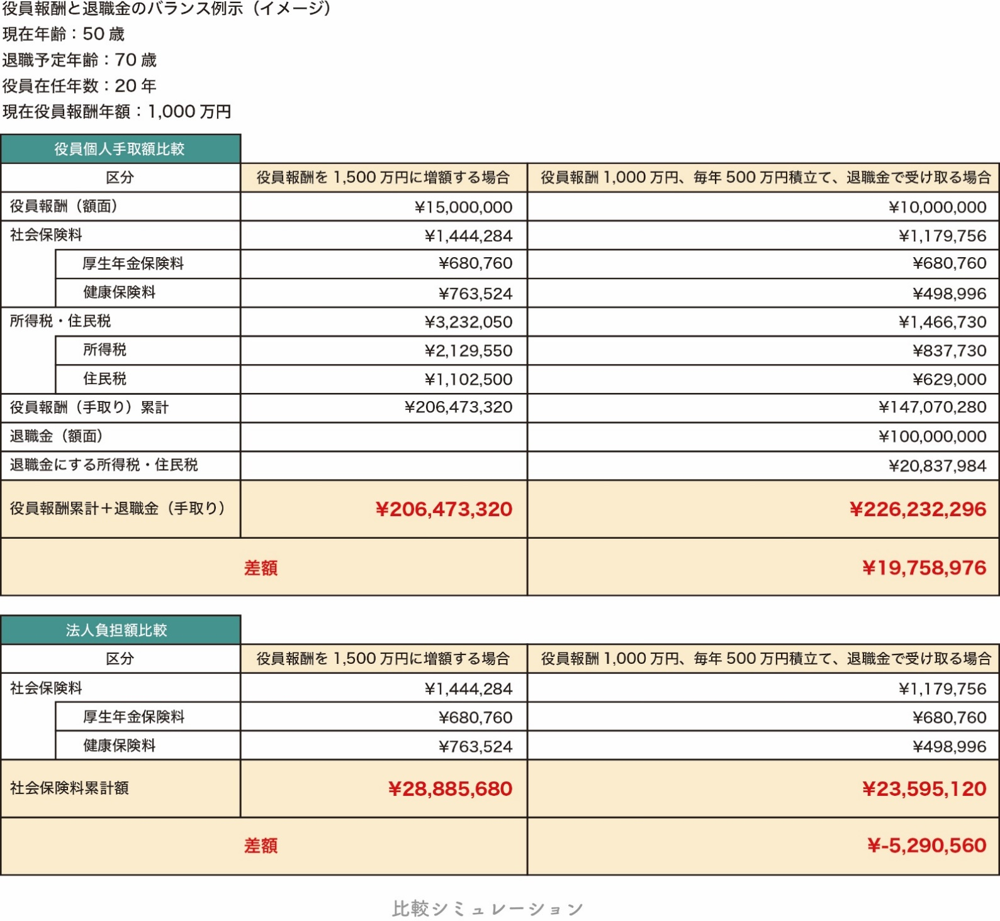 役員報酬と退職金のバランス例示（イメージ）
現在年齢：50 歳
退職予定年齢：70 歳
役員在任年数：20 年
現在役員報酬年額：1,000 万円
役員個人手取額比較
区分 役員報酬を 1,500 万円に増額する場合 役員報酬 1,000 万円、毎年 500 万円積立て、退職金で受け取る場合
役員報酬（額面） ¥15,000,000 ¥10,000,000
社会保険料 ¥1,444,284 ¥1,179,756
厚生年金保険料 ¥680,760 ¥680,760
健康保険料 ¥763,524 ¥498,996
所得税・住民税 ¥3,232,050 ¥1,466,730
所得税 ¥2,129,550 ¥837,730
住民税 ¥1,102,500 ¥629,000
役員報酬（手取り）累計 ¥206,473,320 ¥147,070,280
退職金（額面） ¥100,000,000
退職金にする所得税・住民税 ¥20,837,984
役員報酬累計＋退職金（手取り） ¥206,473,320 ¥226,232,296
差額 ¥19,758,976
法人負担額比較
区分 役員報酬を 1,500 万円に増額する場合 役員報酬 1,000 万円、毎年 500 万円積立て、退職金で受け取る場合
社会保険料 ¥1,444,284 ¥1,179,756
厚生年金保険料 ¥680,760 ¥680,760
健康保険料 ¥763,524 ¥498,996
社会保険料累計額 ¥28,885,680 ¥23,595,120
差額 ¥-5,290,560
比較シミュレーション